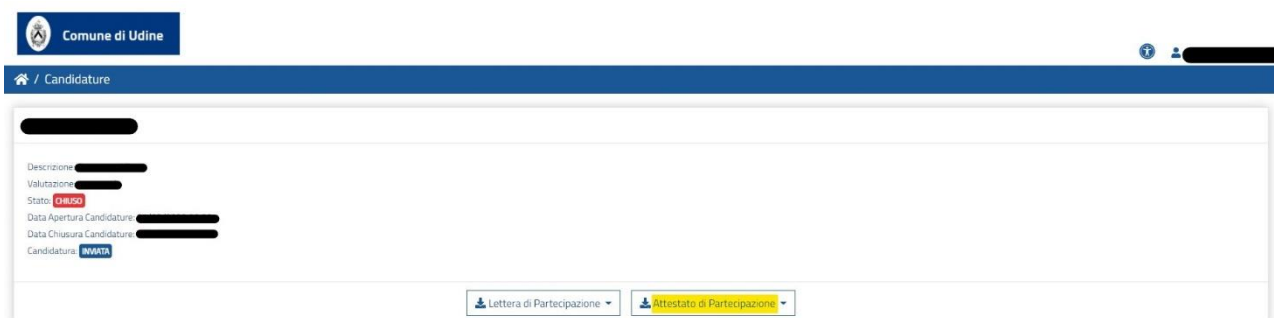 Comune di Udine
/ Candidature
Descrizione:
Valutazione:
Stato: CHIUSO
Data Apertura Candidature:
Data Chiusura Candidature:
Candidatura: INVIATA
Lettera di Partecipazione Attestato di Partecipazione